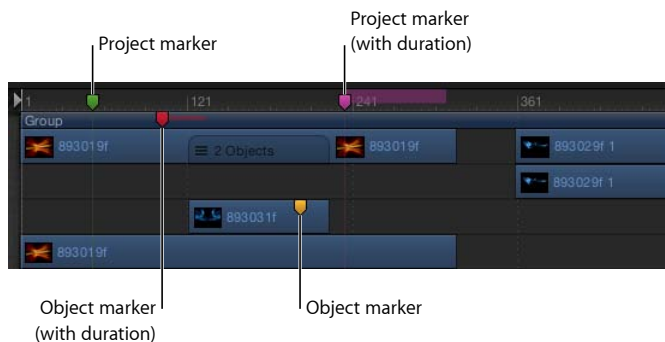 Project marker
(with duration)
Project marker
1
121
241
361
Group
893019f
2 Objects
893019f
893029f 1
893029f 1
893031f
893019f
Object marker
(with duration)
Object marker